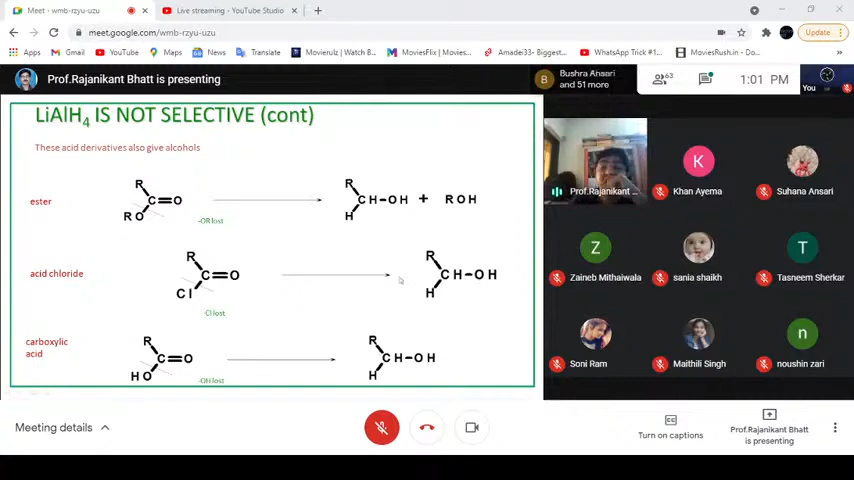 Meet - wmb-rzyu-uzu
Live streaming - YouTube Studio
meet.google.com/wmb-rzyu-uzu
Update
Apps
Gmail
YouTube
Maps
News
Translate
Movierulz | Watch B...
MoviesFlix | Movies...
Amadei33– Biggest...
WhatsApp Trick #1...
MoviesRush.in - Do...
Prof.Rajanikant Bhatt is presenting
B
Bushra Ansari
and 51 more
63
1:01 PM
You
LiAlH4 IS NOT SELECTIVE (cont)
These acid derivatives also give alcohols
ester
R
C=O
RO
-OR lost
R
CH-OH + ROH
H
acid chloride
R
C=O
Cl
-Cl lost
R
CH-OH
H
carboxylic
acid
R
C=O
HO
-OH lost
R
CH-OH
H
Prof.Rajanikant ...
K
Khan Ayema
Suhana Ansari
Z
Zaineb Mithaiwala
sania shaikh
T
Tasneem Sherkar
Soni Ram
Maithili Singh
n
noushin zari
Meeting details
Turn on captions
Prof.Rajanikant Bhatt
is presenting